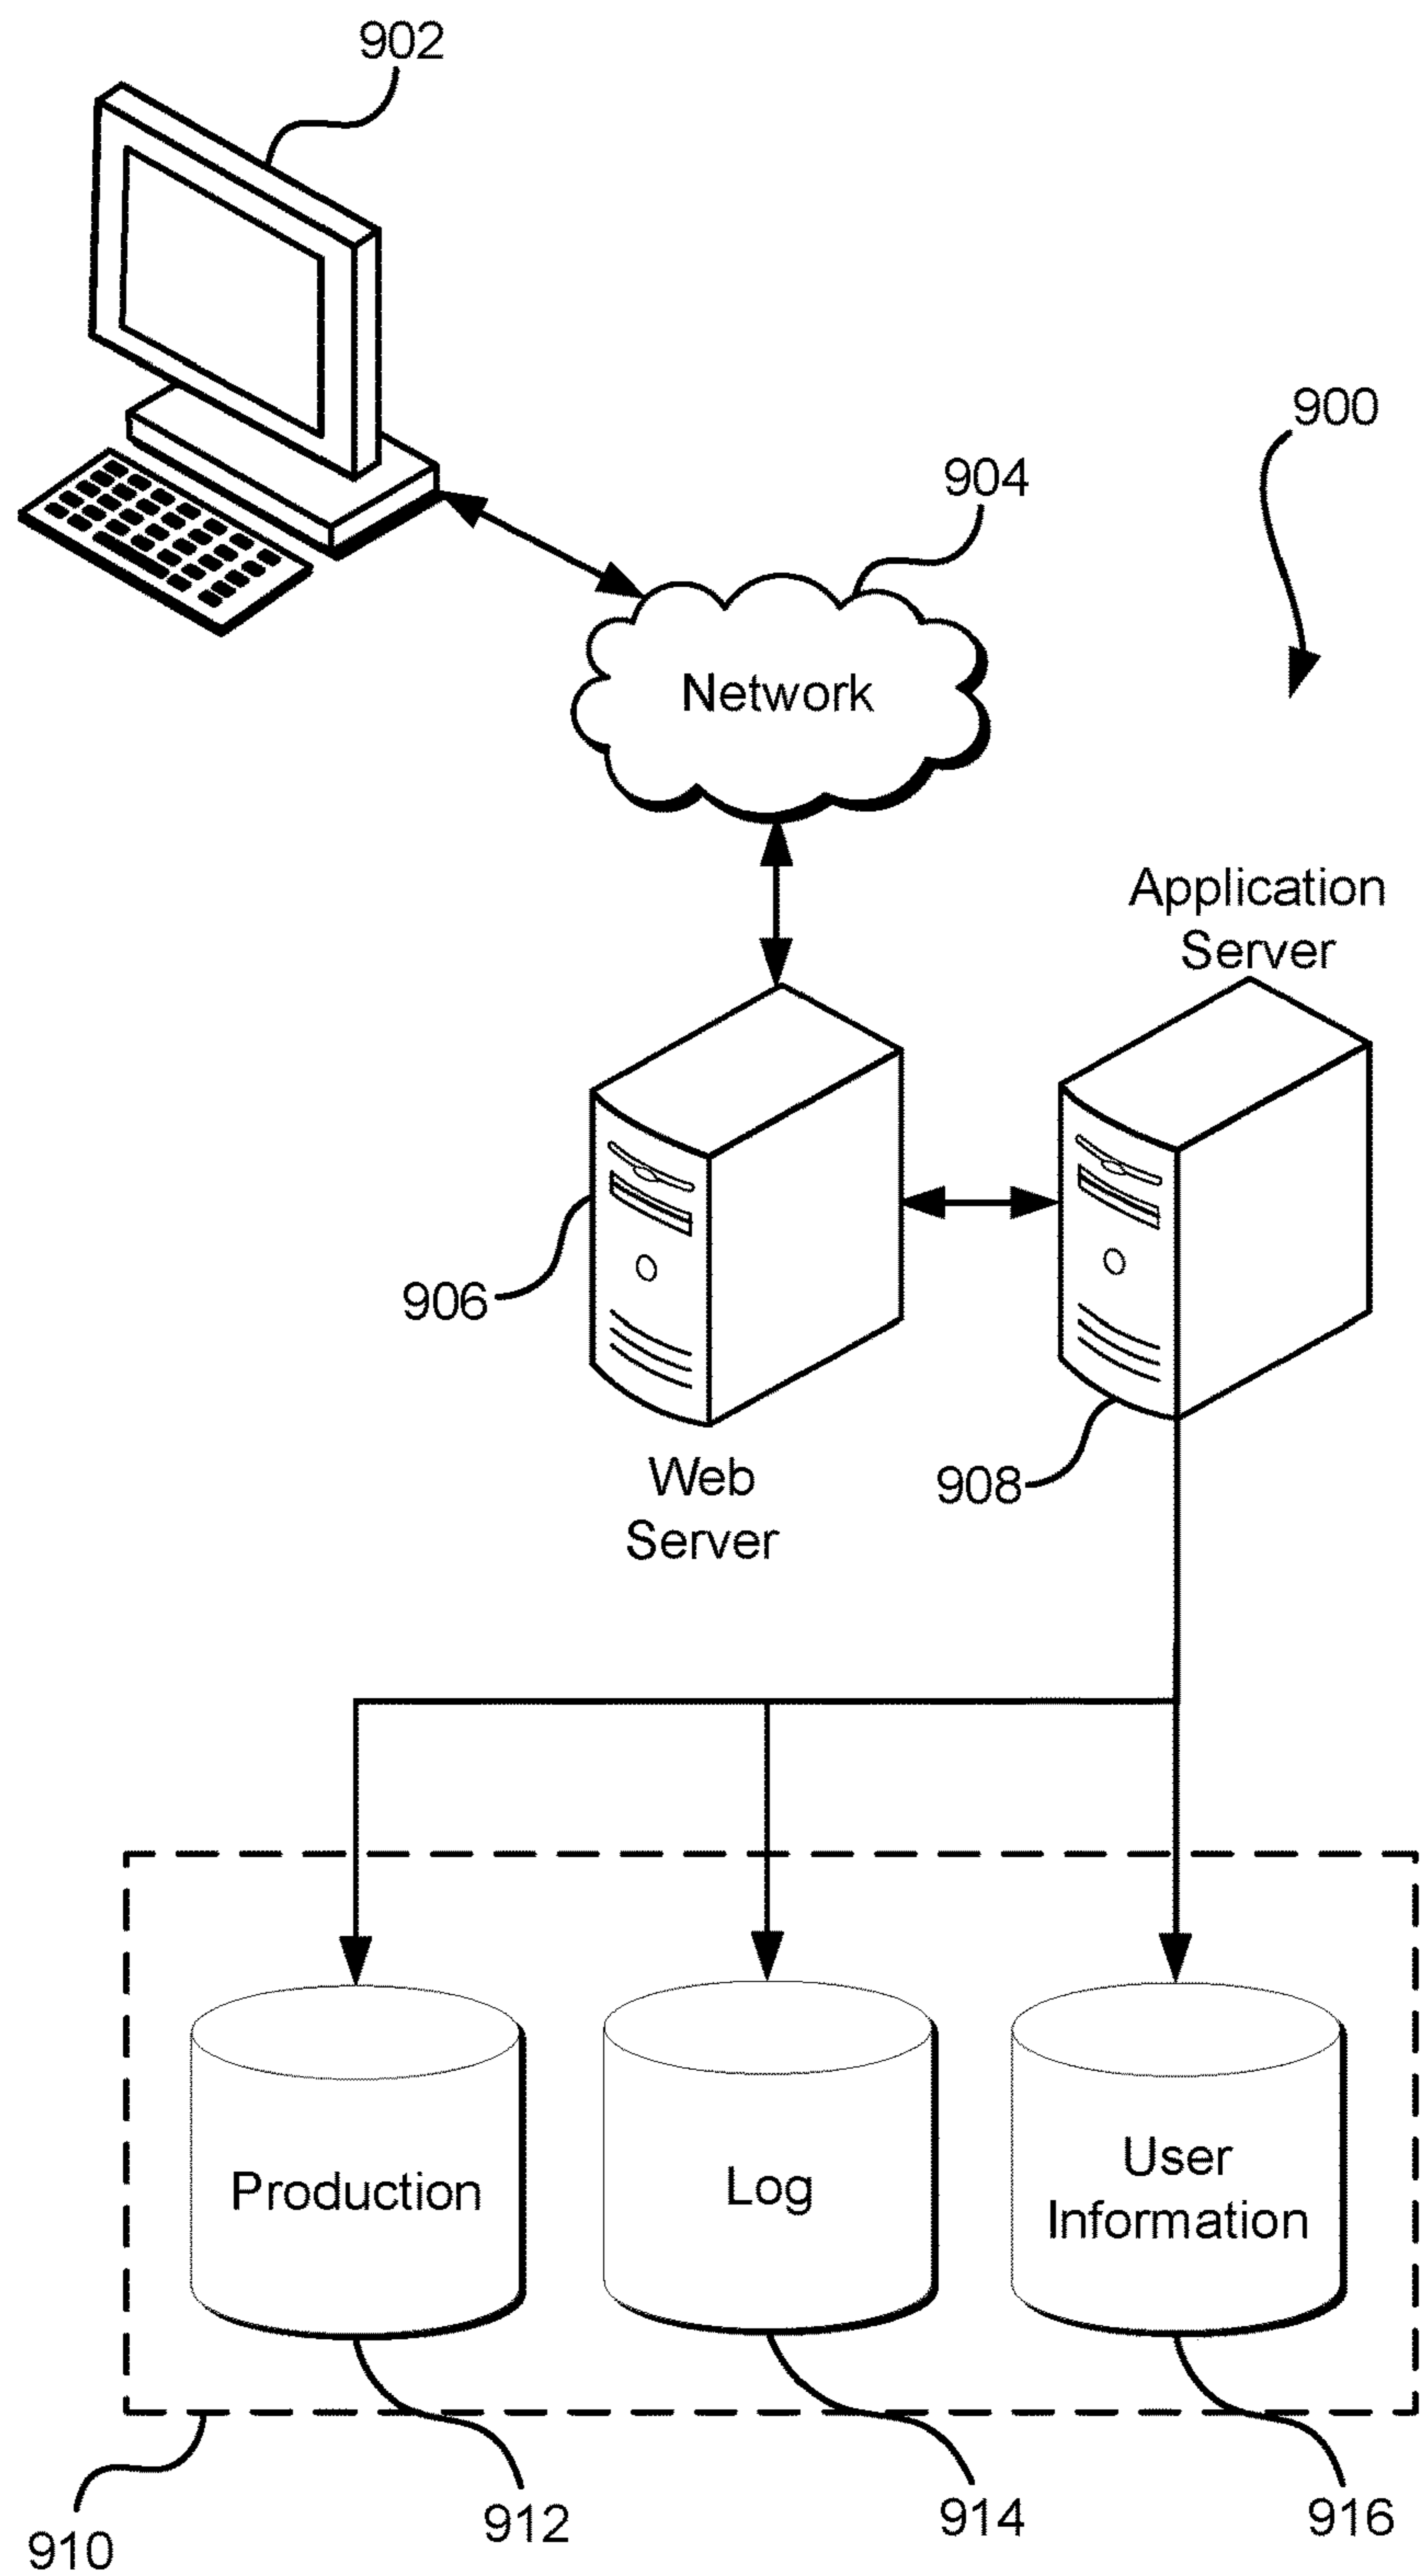 902
900
904
Network
Application
Server
906
908
Web
Server
Production
Log
User
Information
910
912
914
916